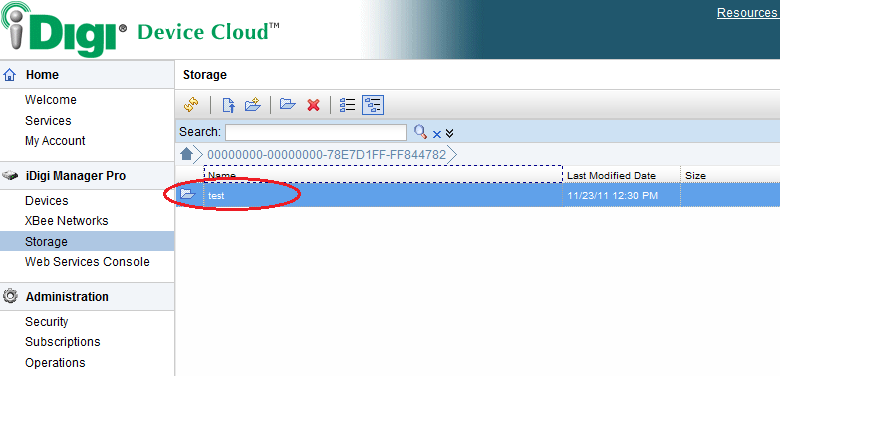 iDigi® Device Cloud™
Resources
Home
Welcome
Services
My Account
iDigi Manager Pro
Devices
XBee Networks
Storage
Web Services Console
Administration
Security
Subscriptions
Operations
Storage
Search:
00000000-00000000-78E7D1FF-FF844782
Name Last Modified Date Size
test 11/23/11 12:30 PM